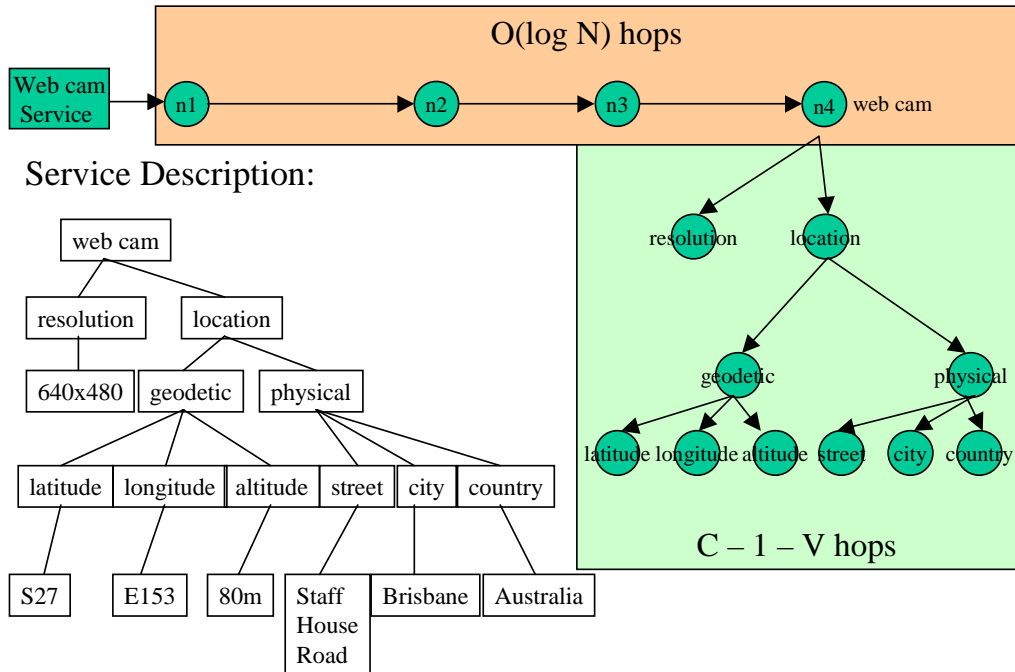 O(log N) hops
Web cam
Service
n1
n2
n3
n4
web cam
Service Description:
web cam
resolution
location
640x480
geodetic
physical
latitude
longitude
altitude
street
city
country
S27
E153
80m
Staff
House
Road
Brisbane
Australia
resolution
location
geodetic
physical
latitude
longitude
altitude
street
city
country
C – 1 – V hops